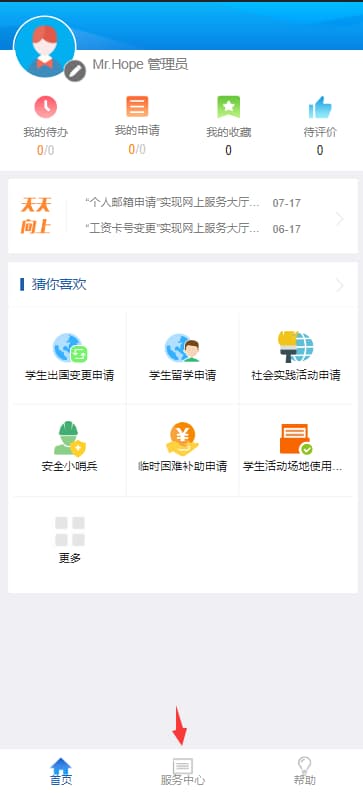 Mr.Hope 管理员
我的待办
0/0
我的申请
0/0
我的收藏
0
待评价
0
天天
向上
“个人邮箱申请”实现网上服务大厅... 07-17
“工资卡号变更”实现网上服务大厅... 06-17
猜你喜欢
学生出国变更申请
学生留学申请
社会实践活动申请
安全小哨兵
临时困难补助申请
学生活动场地使用...
更多
首页
服务中心
帮助